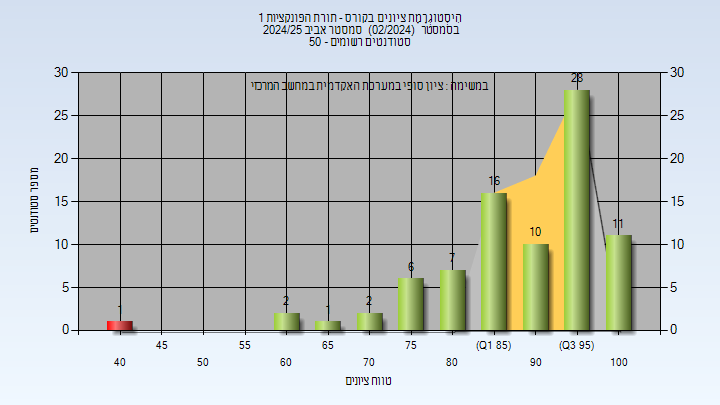 היסטוגרמת ציונים בקורס - תורת הפונקציות 1
בסמסטר (02/2024) סמסטר אביב 2024/25
סטודנטים רשומים - 50
במשימה : ציון סופי במערכת האקדמית במחשב המרכזי
מספר סטודנטים
30 30
25 25
20 20
15 15
10 10
5 5
0 0
1 2 1 2 6 7 16 10 28 11
45 55 65 75 (Q1 85) (Q3 95)
40 50 60 70 80 90 100
טווח ציונים